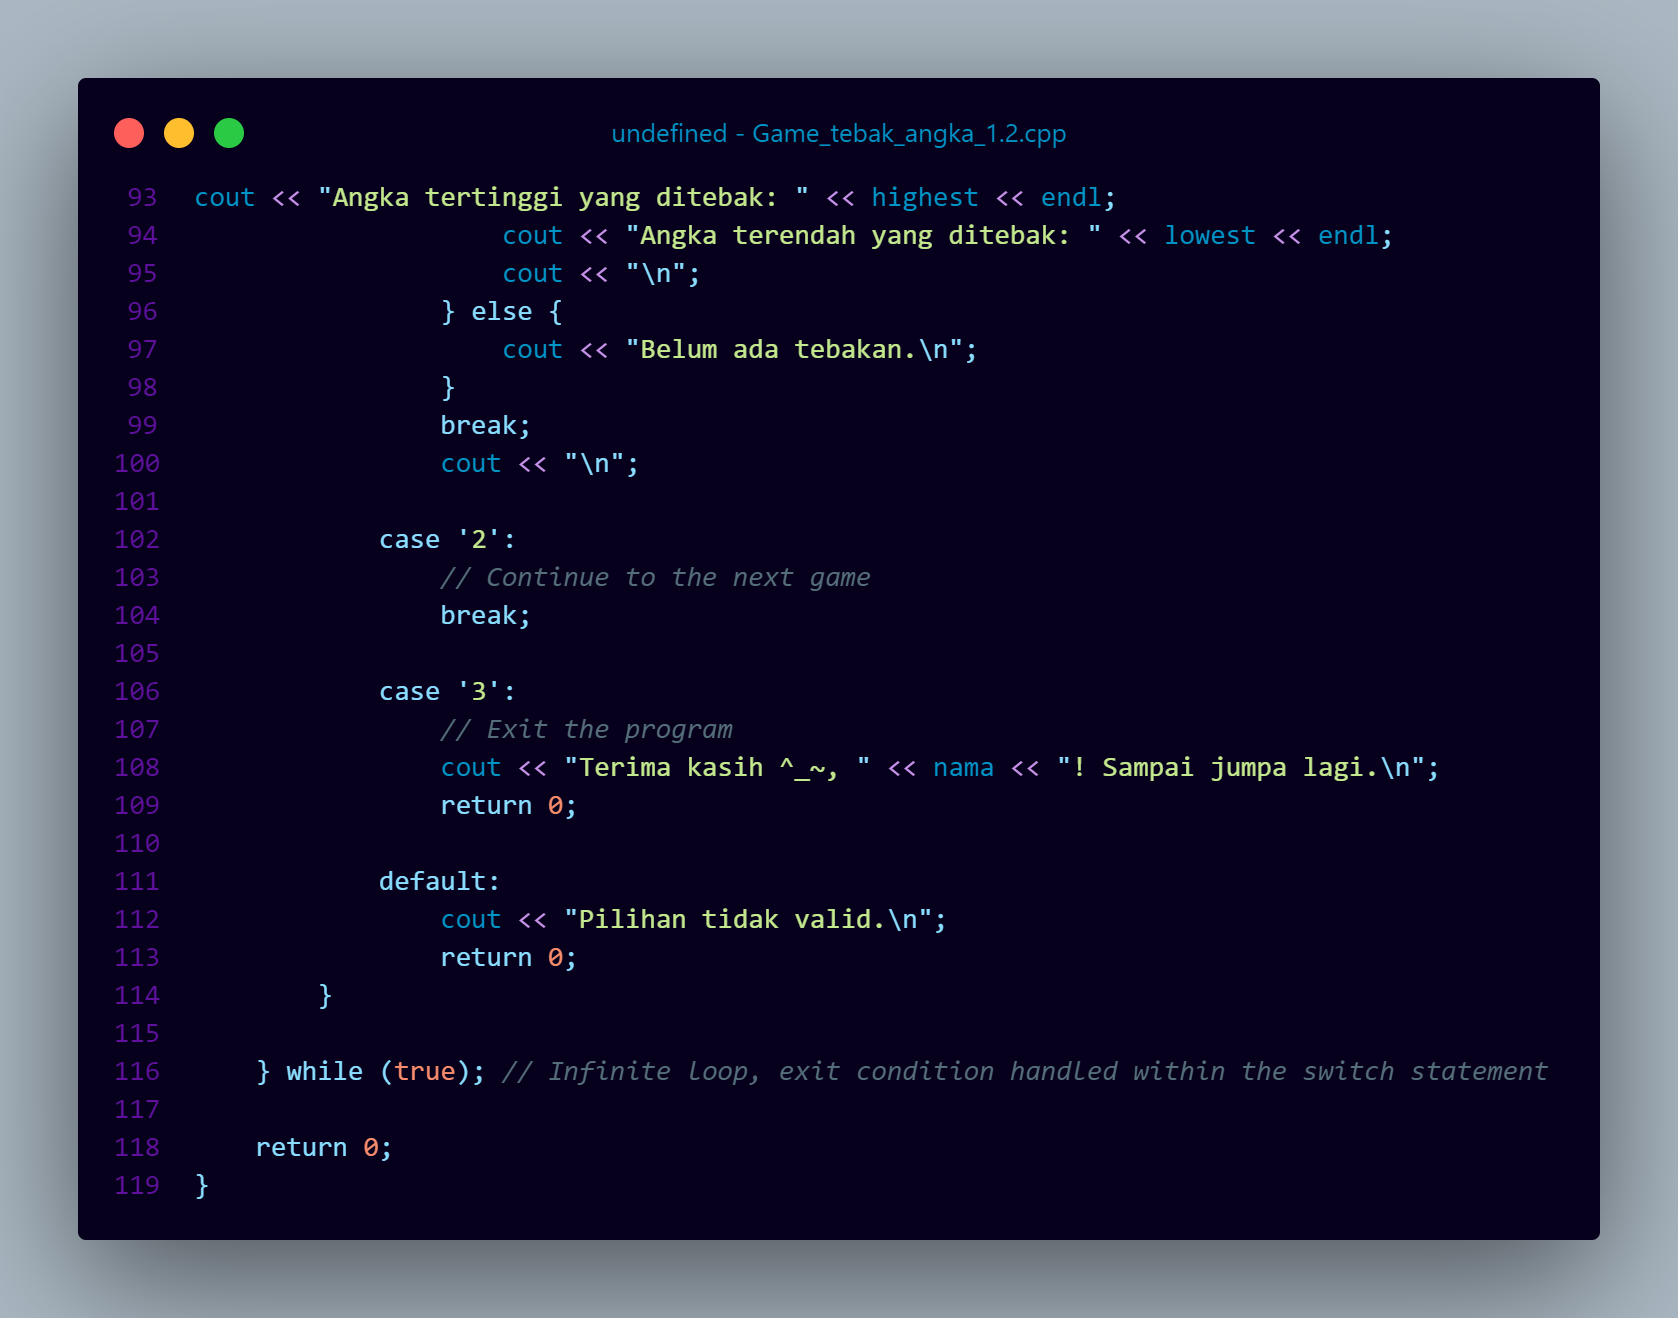 undefined - Game_tebak_angka_1.2.cpp
93 cout << "Angka tertinggi yang ditebak: " << highest << endl;
94                     cout << "Angka terendah yang ditebak: " << lowest << endl;
95                     cout << "\n";
96                 } else {
97                     cout << "Belum ada tebakan.\n";
98                 }
99                 break;
100                 cout << "\n";
101
102             case '2':
103                 // Continue to the next game
104                 break;
105
106             case '3':
107                 // Exit the program
108                 cout << "Terima kasih ^_~, " << nama << "! Sampai jumpa lagi.\n";
109                 return 0;
110
111             default:
112                 cout << "Pilihan tidak valid.\n";
113                 return 0;
114         }
115
116     } while (true); // Infinite loop, exit condition handled within the switch statement
117
118     return 0;
119 }